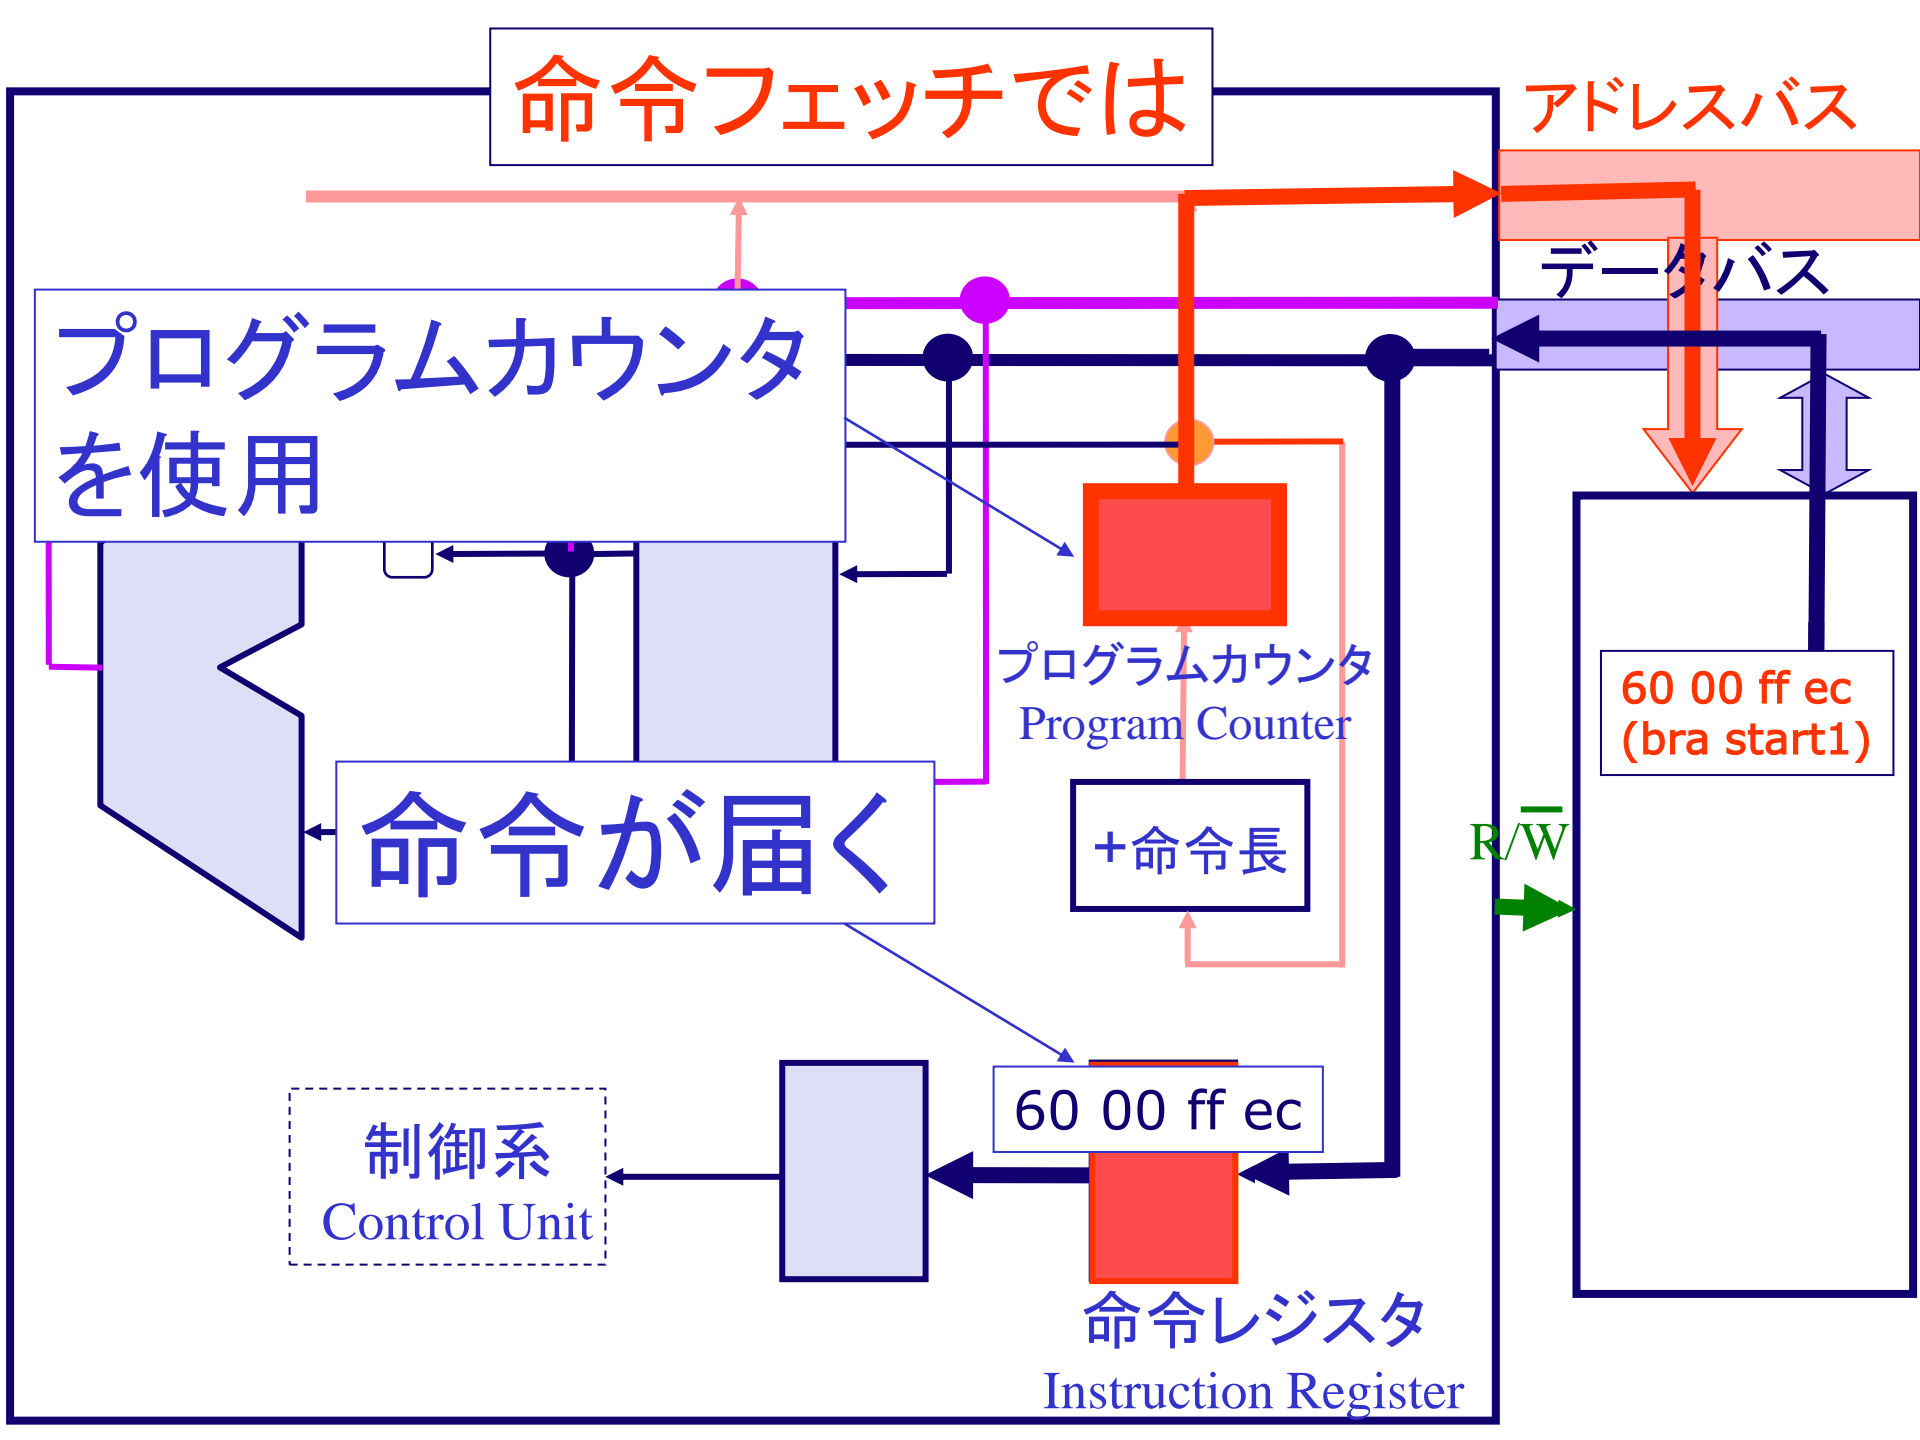 命令フェッチでは
アドレスバス
データバス
プログラムカウンタ
を使用
プログラムカウンタ
Program Counter
60 00 ff ec
(bra start1)
命令が届く
+命令長
R/W̅
60 00 ff ec
制御系
Control Unit
命令レジスタ
Instruction Register